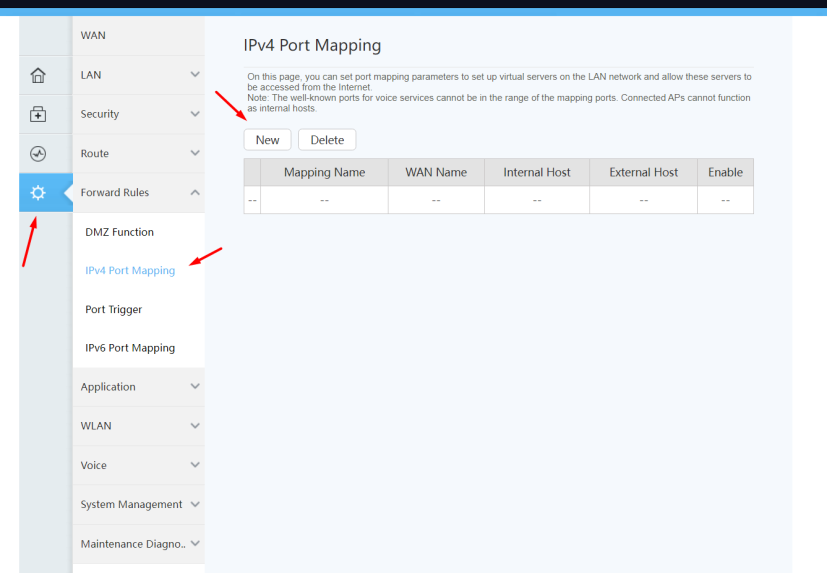 WAN
LAN
Security
Route
Forward Rules
DMZ Function
IPv4 Port Mapping
Port Trigger
IPv6 Port Mapping
Application
WLAN
Voice
System Management
Maintenance Diagno..
IPv4 Port Mapping
On this page, you can set port mapping parameters to set up virtual servers on the LAN network and allow these servers to
be accessed from the Internet.
Note: The well-known ports for voice services cannot be in the range of the mapping ports. Connected APs cannot function
as internal hosts.
New Delete
Mapping Name WAN Name Internal Host External Host Enable
-- -- -- -- -- --